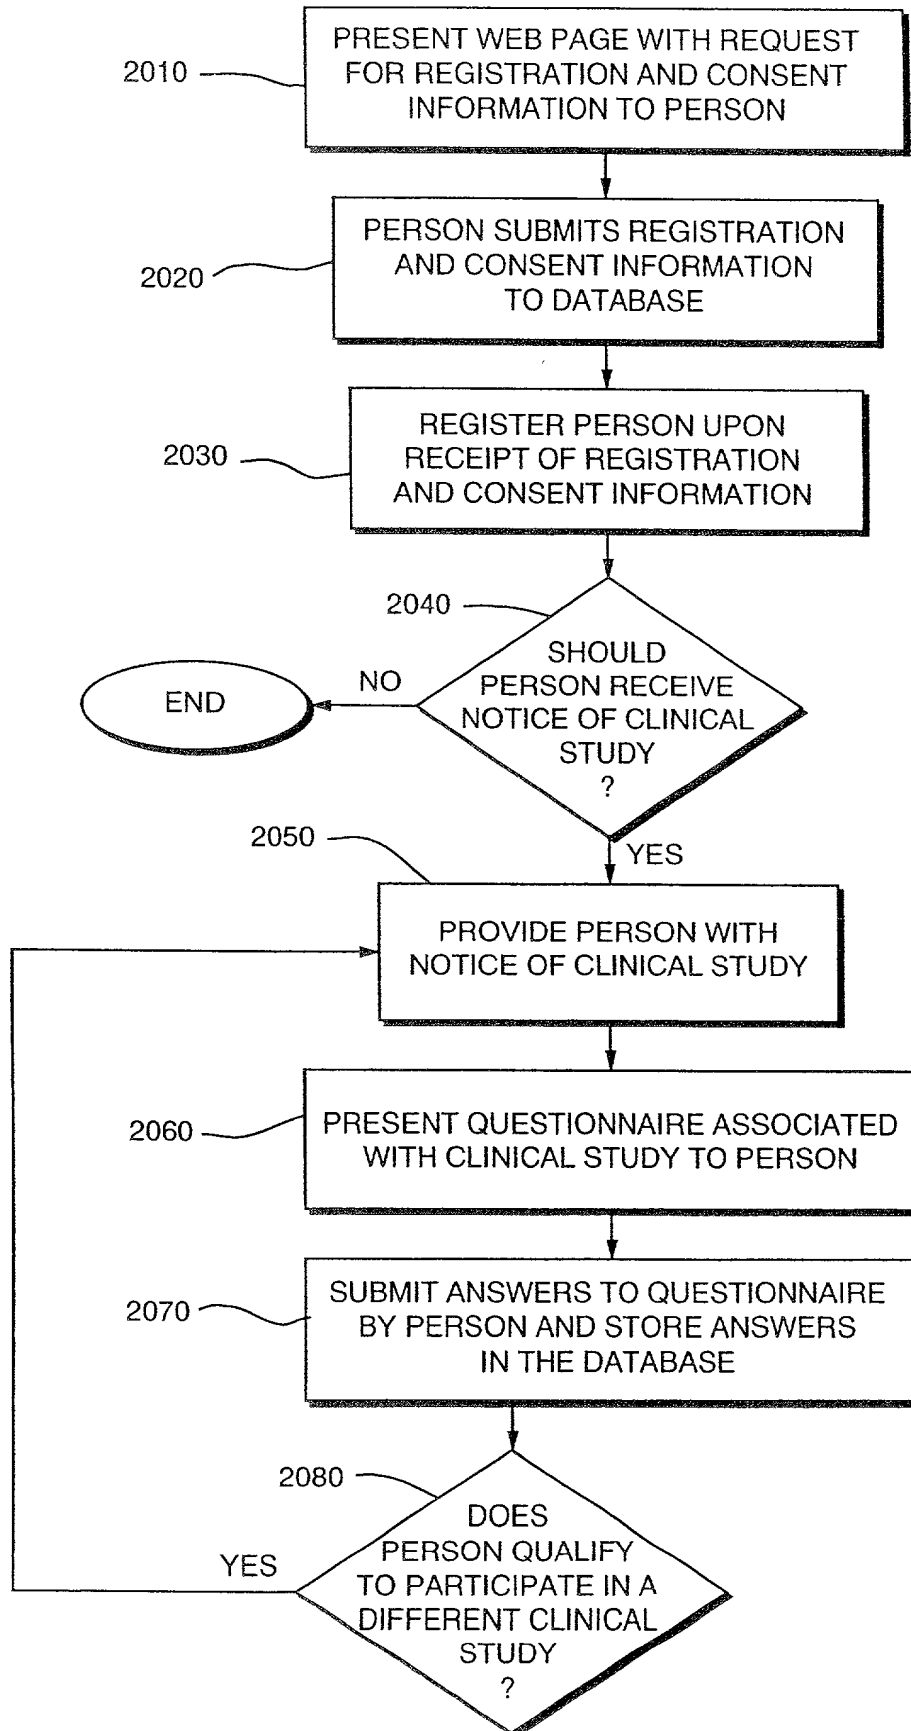 2010
PRESENT WEB PAGE WITH REQUEST
FOR REGISTRATION AND CONSENT
INFORMATION TO PERSON
2020
PERSON SUBMITS REGISTRATION
AND CONSENT INFORMATION
TO DATABASE
2030
REGISTER PERSON UPON
RECEIPT OF REGISTRATION
AND CONSENT INFORMATION
2040
SHOULD
PERSON RECEIVE
NOTICE OF CLINICAL
STUDY
?
NO
END
YES
2050
PROVIDE PERSON WITH
NOTICE OF CLINICAL STUDY
2060
PRESENT QUESTIONNAIRE ASSOCIATED
WITH CLINICAL STUDY TO PERSON
2070
SUBMIT ANSWERS TO QUESTIONNAIRE
BY PERSON AND STORE ANSWERS
IN THE DATABASE
2080
DOES
PERSON QUALIFY
TO PARTICIPATE IN A
DIFFERENT CLINICAL
STUDY
?
YES